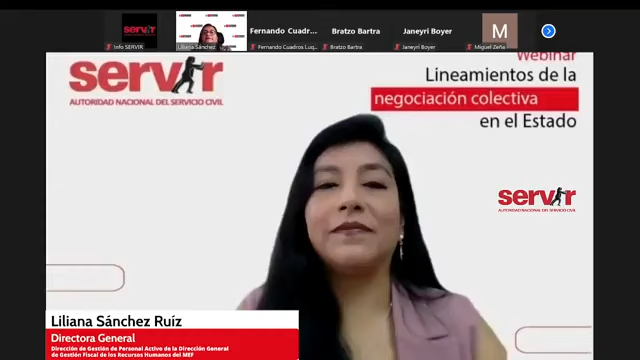 servir
Fernando Cuadr...
Bratzo Bartra
Janeyri Boyer
M
Info SERVIR
Liliana Sánchez
Fernando Cuadros Luq...
Bratzo Bartra
Janeyri Boyer
Miguel Zeña
servir
AUTORIDAD NACIONAL DEL SERVICIO CIVIL
Webinar
Lineamientos de la
negociación colectiva
en el Estado
servir
AUTORIDAD NACIONAL DEL SERVICIO CIVIL
Liliana Sánchez Ruíz
Directora General
Dirección de Gestión de Personal Activo de la Dirección General
de Gestión Fiscal de los Recursos Humanos del MEF